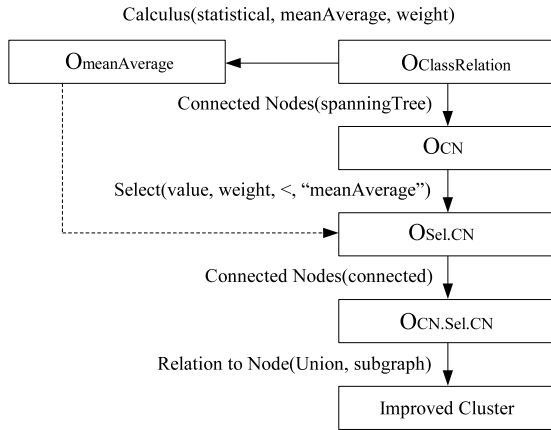 Calculus(statistical, meanAverage, weight)
OmeanAverage
OClassRelation
Connected Nodes(spanningTree)
OCN
Select(value, weight, <, “meanAverage”)
OSel.CN
Connected Nodes(connected)
OCN.Sel.CN
Relation to Node(Union, subgraph)
Improved Cluster